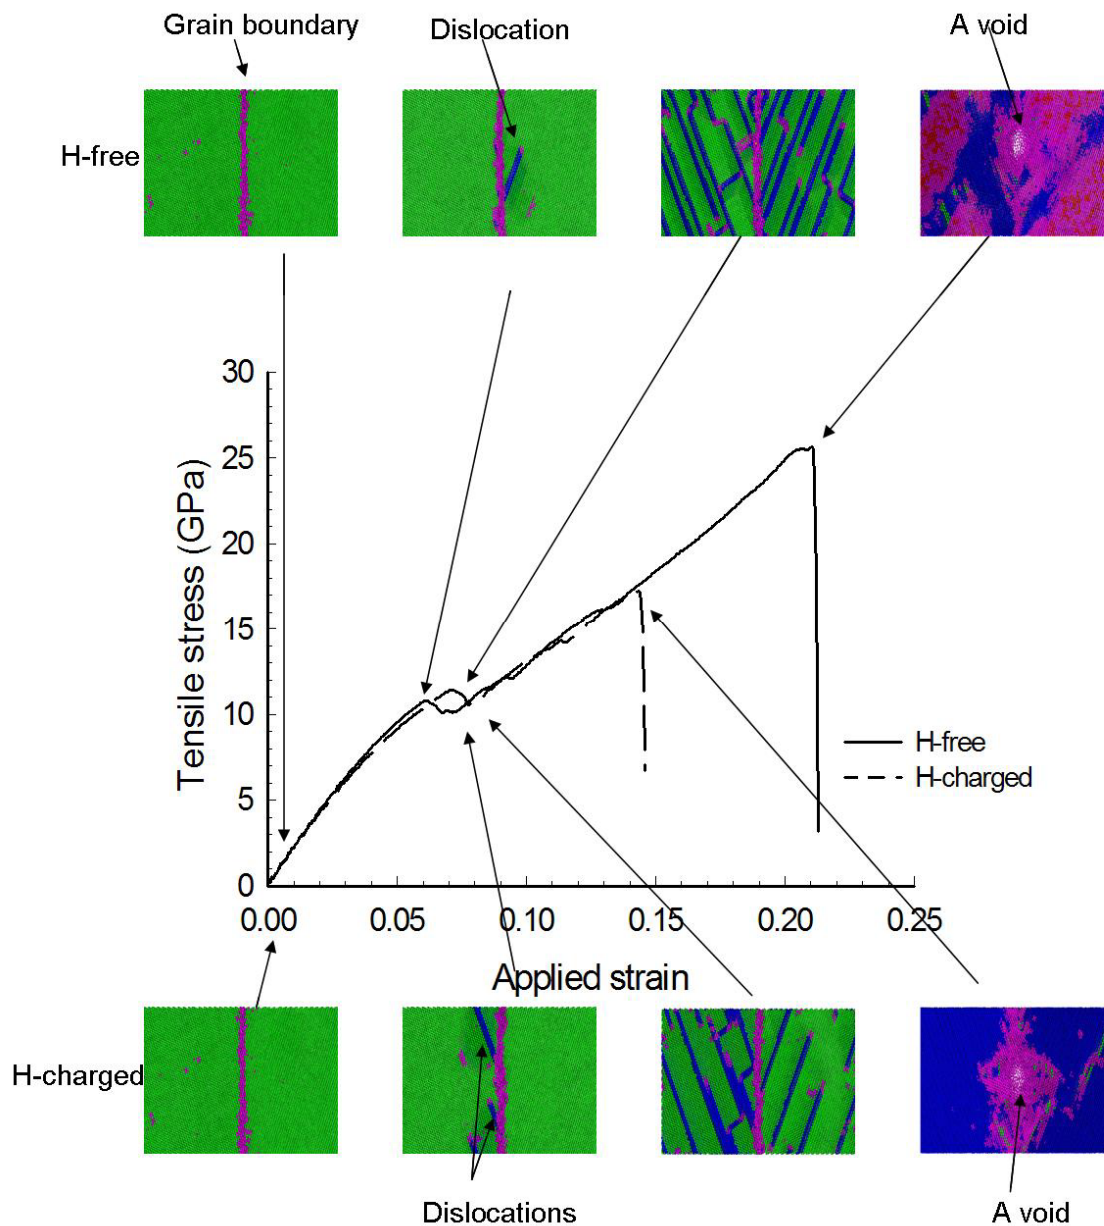 Grain boundary
Dislocation
A void
H-free
30
25
20
15
10
5
0
Tensile stress (GPa)
H-free
H-charged
0.00
0.05
0.10
0.15
0.20
0.25
Applied strain
H-charged
Dislocations
A void